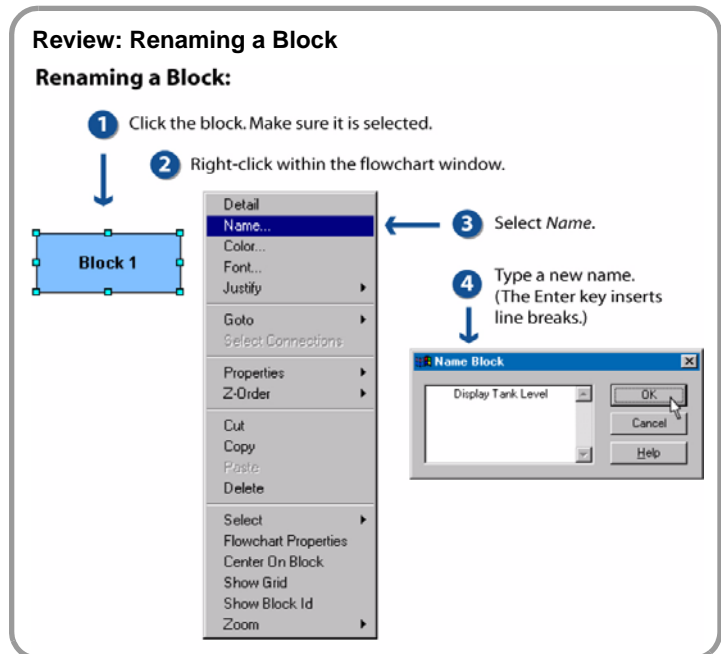 Review: Renaming a Block
Renaming a Block:
1 Click the block. Make sure it is selected.
2 Right-click within the flowchart window.
Block 1
Detail
Name...
Color...
Font...
Justify
Goto
Select Connections
Properties
Z-Order
Cut
Copy
Paste
Delete
Select
Flowchart Properties
Center On Block
Show Grid
Show Block Id
Zoom
3 Select Name.
4 Type a new name.
(The Enter key inserts
line breaks.)
Name Block
Display Tank Level
OK
Cancel
Help